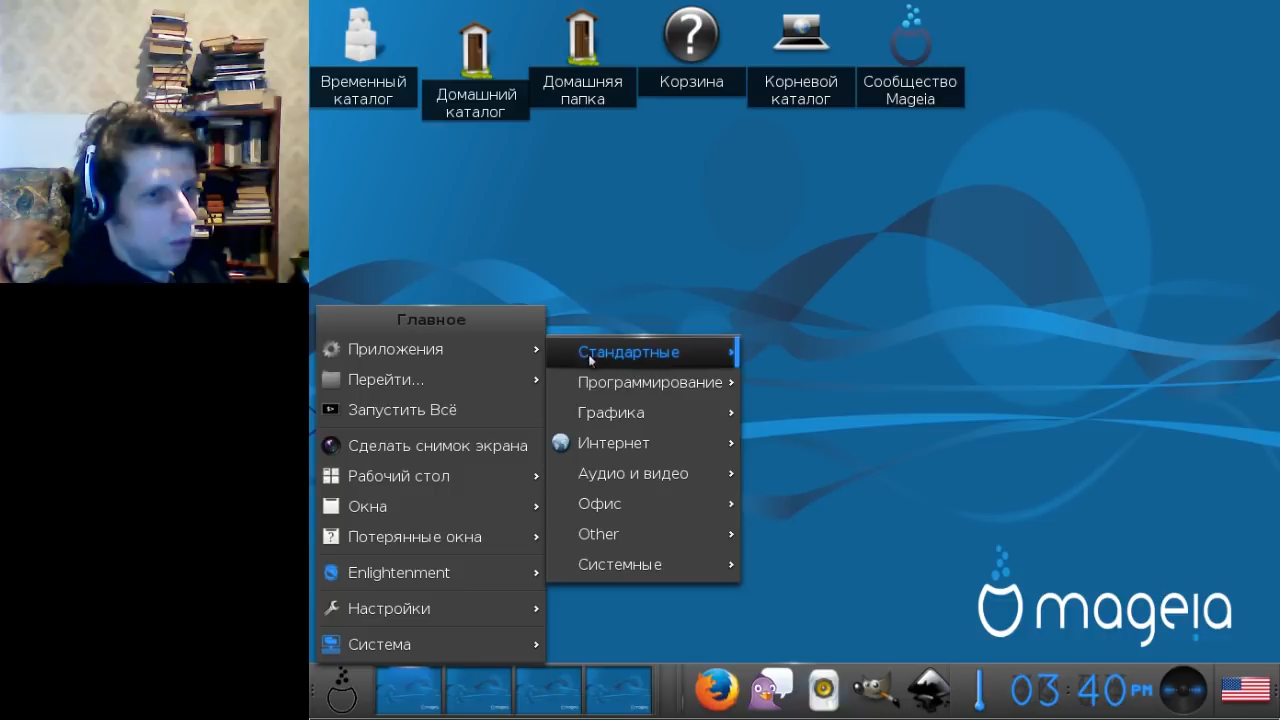 Временный
каталог
Домашний
каталог
Домашняя
папка
Корзина
Корневой
каталог
Сообщество
Mageia
Главное
Приложения
Перейти...
Запустить Всё
Сделать снимок экрана
Рабочий стол
Окна
Потерянные окна
Enlightenment
Настройки
Система
Стандартные
Программирование
Графика
Интернет
Аудио и видео
Офис
Other
Системные
mageia
03:40 PM